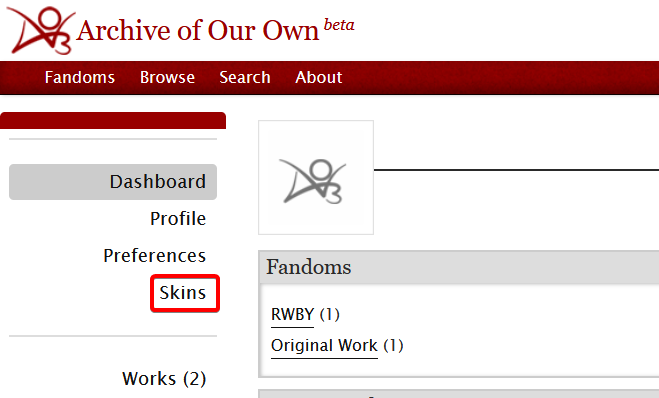 Archive of Our Own beta
Fandoms Browse Search About
Dashboard
Profile
Preferences
Skins
Works (2)
Fandoms
RWBY (1)
Original Work (1)